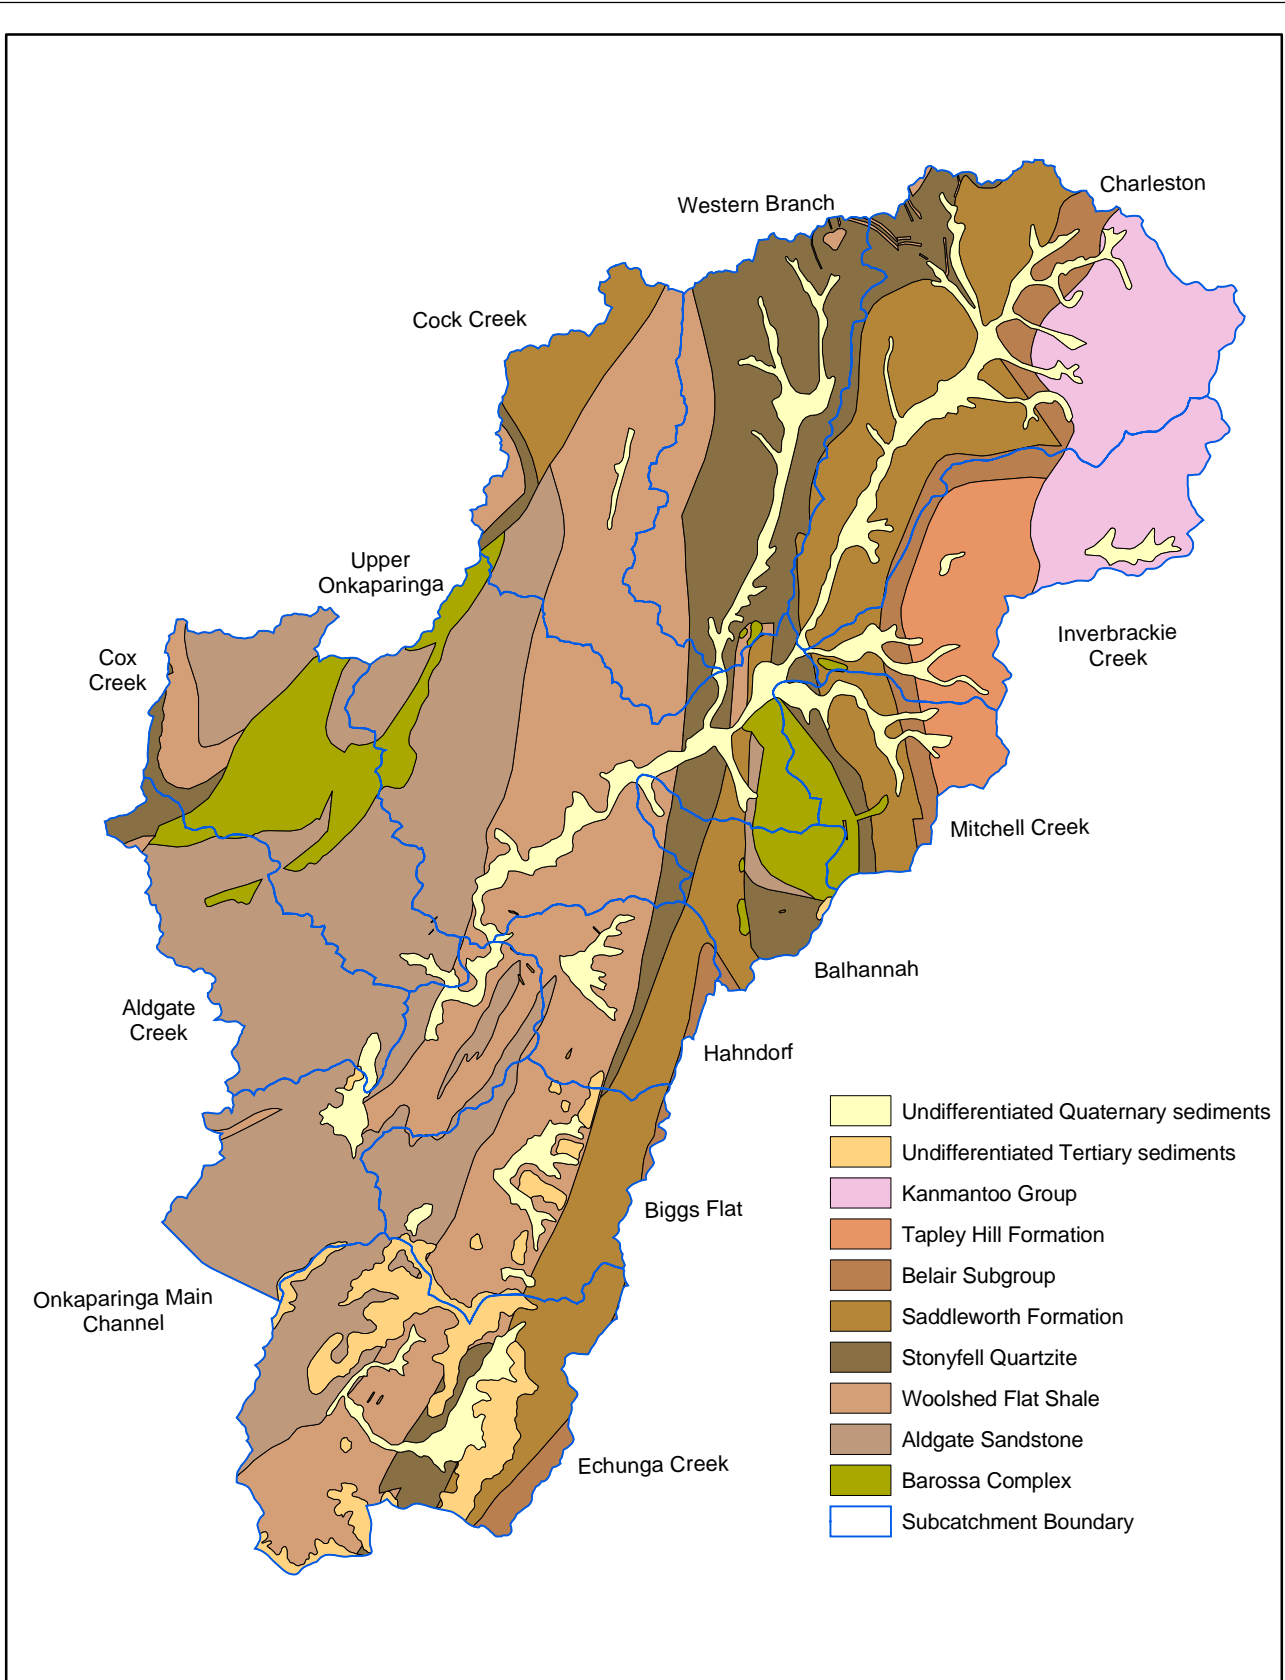 Charleston
Western Branch
Cock Creek
Upper
Onkaparinga
Cox
Creek
Inverbrackie
Creek
Mitchell Creek
Balhannah
Aldgate
Creek
Hahndorf
Biggs Flat
Onkaparinga Main
Channel
Echunga Creek
Undifferentiated Quaternary sediments
Undifferentiated Tertiary sediments
Kanmantoo Group
Tapley Hill Formation
Belair Subgroup
Saddleworth Formation
Stonyfell Quartzite
Woolshed Flat Shale
Aldgate Sandstone
Barossa Complex
Subcatchment Boundary